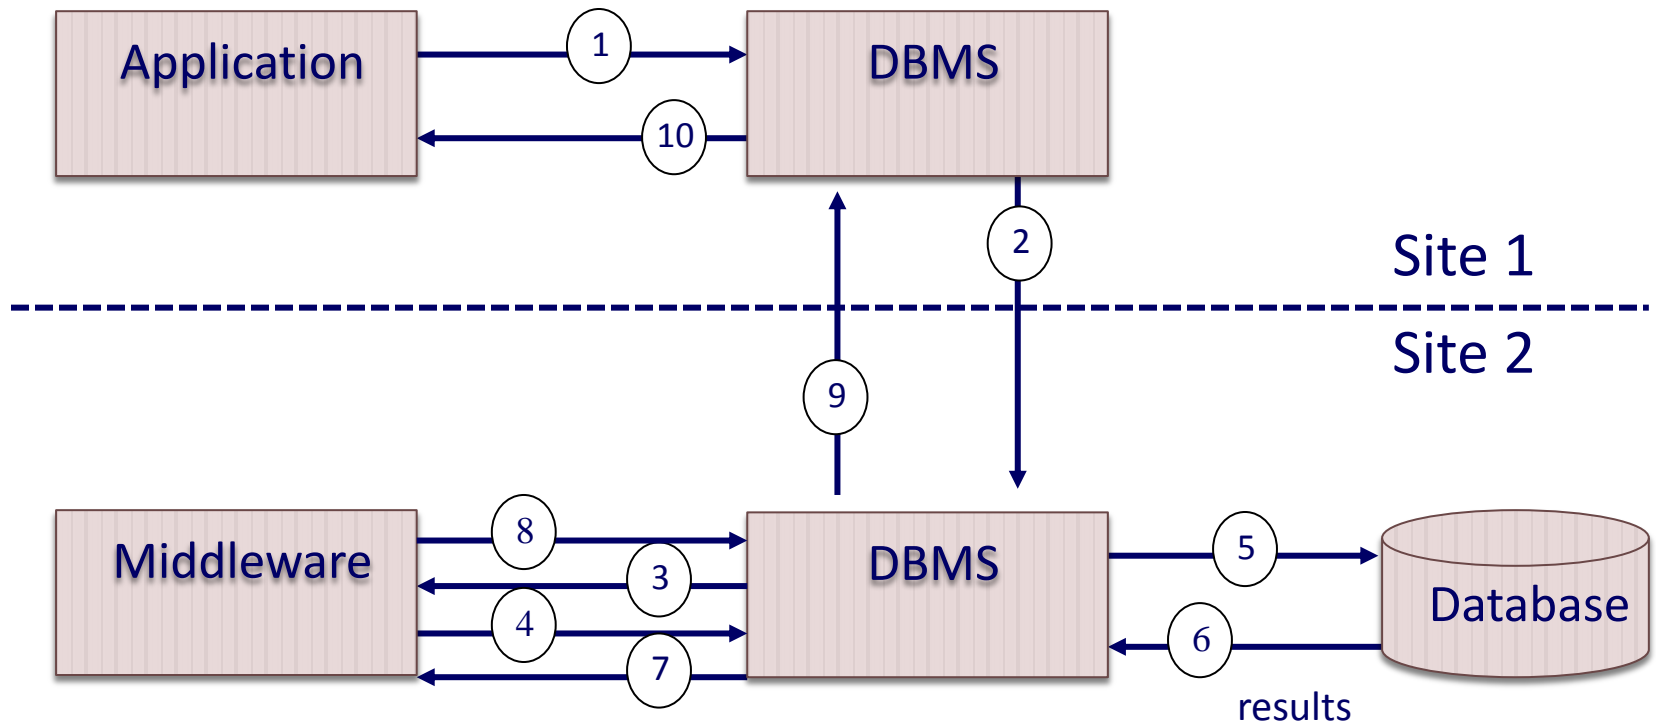 Application
1
DBMS
10
2
Site 1
Site 2
9
8
Middleware
3
DBMS
5
4
Database
6
7
results